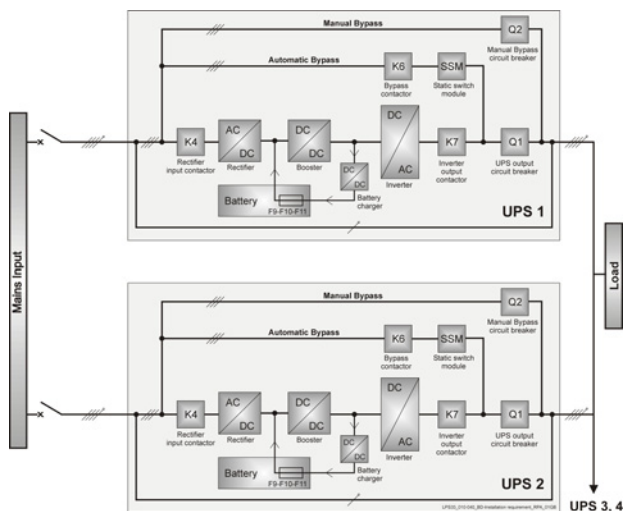 Manual Bypass
Q2
Manual Bypass
circuit breaker
Automatic Bypass
K6
Bypass
contactor
SSM
Static switch
module
K4
Rectifier
input contactor
AC
DC
Rectifier
DC
DC
Booster
DC
DC
Battery
charger
DC
AC
Inverter
K7
Inverter
output
contactor
Q1
UPS output
circuit breaker
Battery
F9-F10-F11
UPS 1
Mains Input
Load
Manual Bypass
Q2
Manual Bypass
circuit breaker
Automatic Bypass
K6
Bypass
contactor
SSM
Static switch
module
K4
Rectifier
input contactor
AC
DC
Rectifier
DC
DC
Booster
DC
DC
Battery
charger
DC
AC
Inverter
K7
Inverter
output
contactor
Q1
UPS output
circuit breaker
Battery
F9-F10-F11
UPS 2
UPS 3, 4